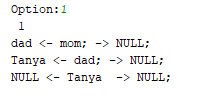 Option:1
 1
dad <- mom; -> NULL;
Tanya <- dad; -> NULL;
NULL <- Tanya  -> NULL;